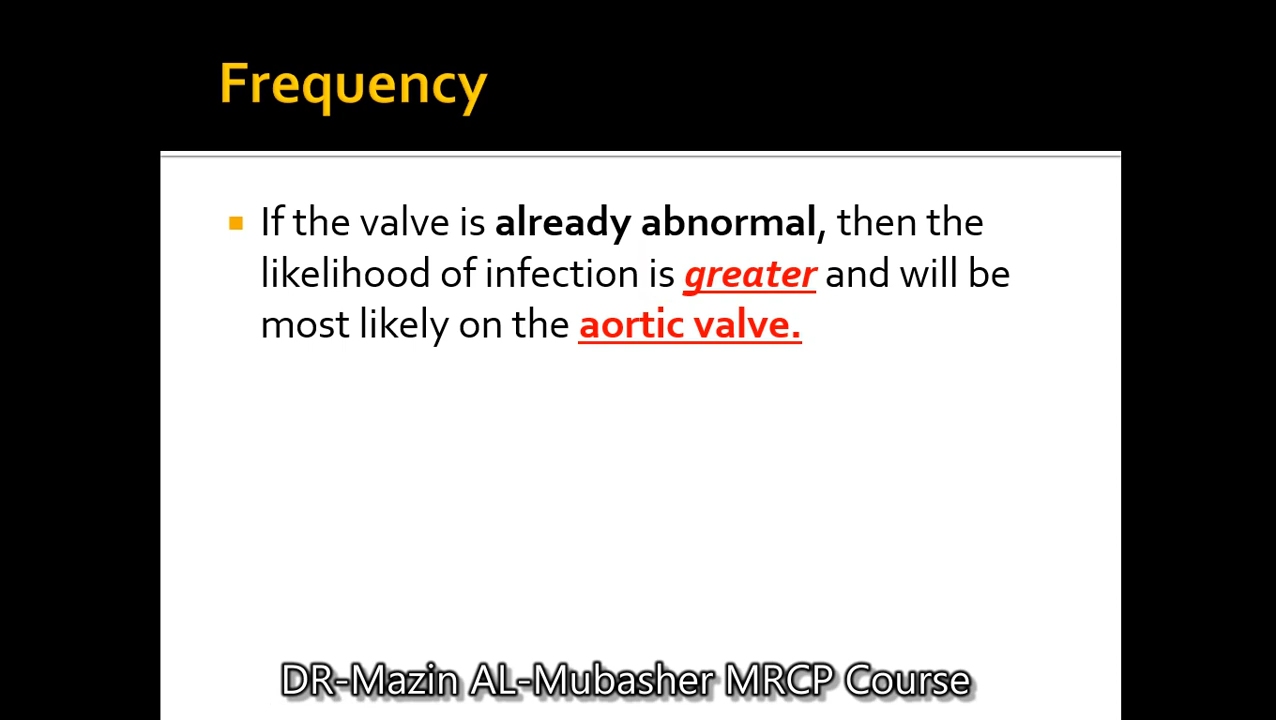 Frequency
If the valve is already abnormal, then the
likelihood of infection is greater and will be
most likely on the aortic valve.
DR-Mazin AL-Mubasher MRCP Course